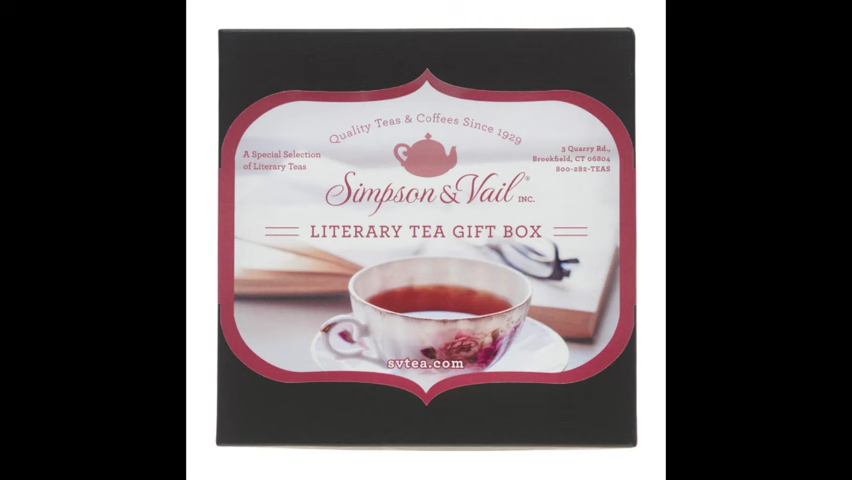 Quality Teas & Coffees Since 1929
A Special Selection
of Literary Teas
3 Quarry Rd.,
Brookfield, CT 06804
800-282-TEAS
Simpson & Vail® INC.
LITERARY TEA GIFT BOX
svtea.com